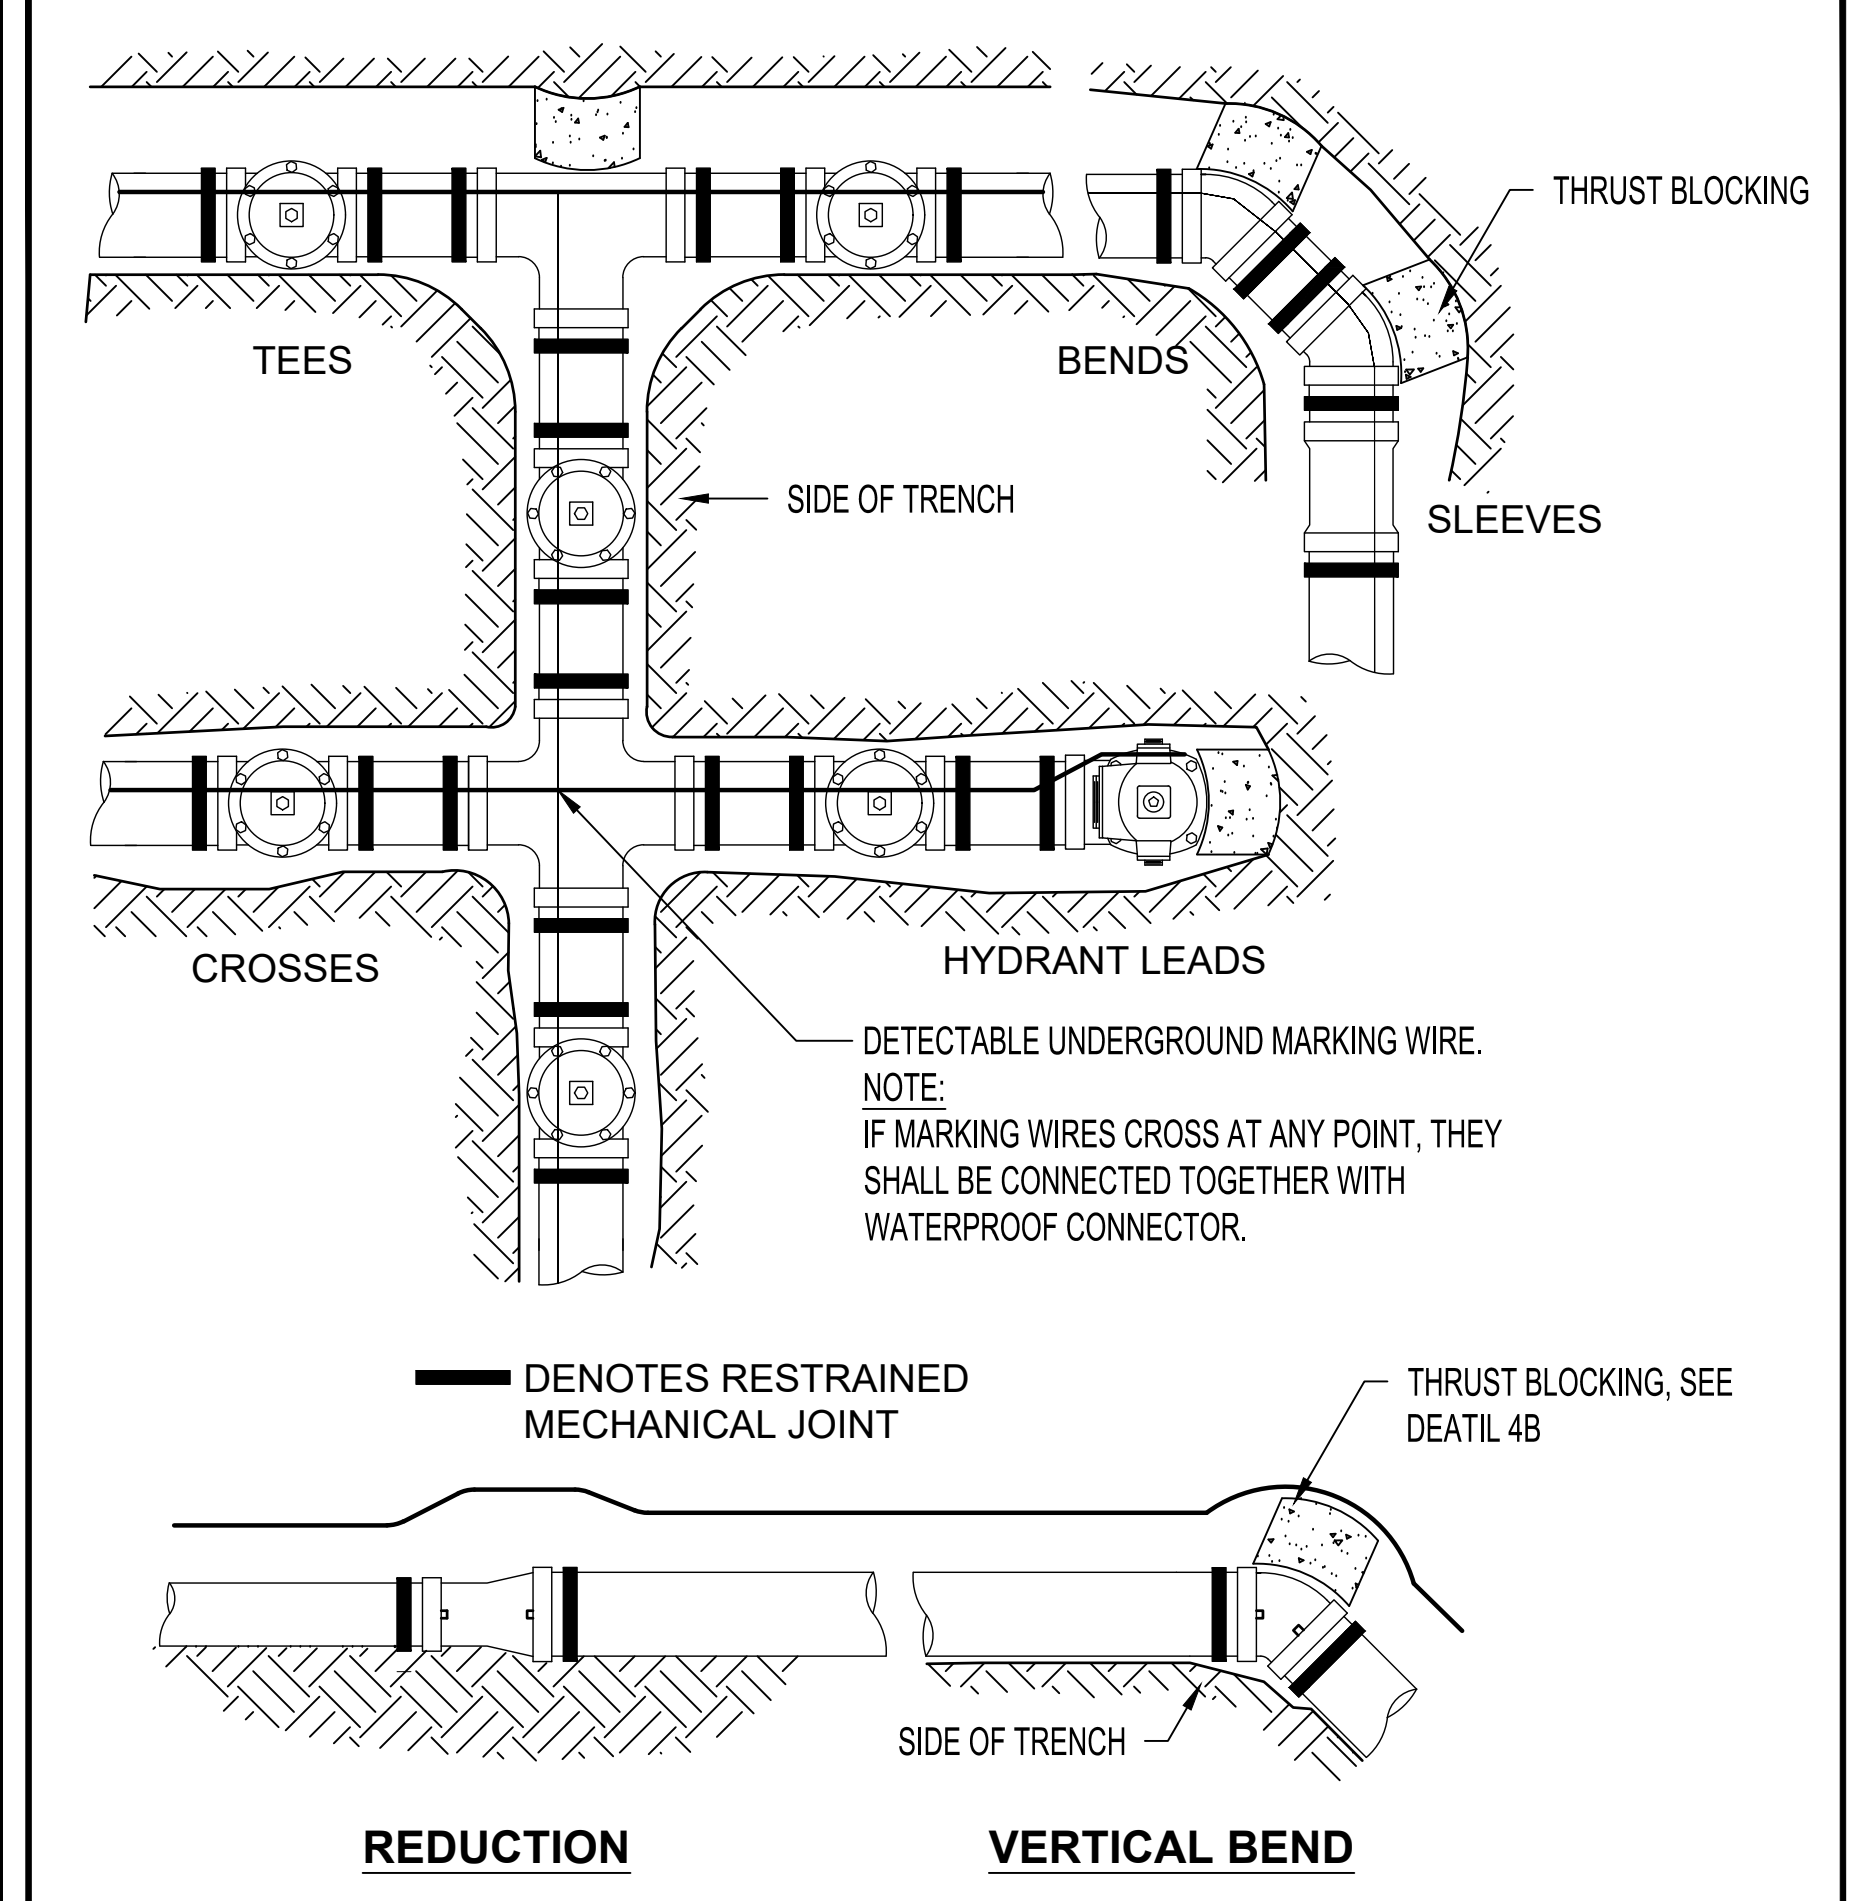 THRUST BLOCKING
TEES
BENDS
SIDE OF TRENCH
SLEEVES
CROSSES
HYDRANT LEADS
DETECTABLE UNDERGROUND MARKING WIRE.
NOTE:
IF MARKING WIRES CROSS AT ANY POINT, THEY
SHALL BE CONNECTED TOGETHER WITH
WATERPROOF CONNECTOR.
DENOTES RESTRAINED
MECHANICAL JOINT
THRUST BLOCKING, SEE
DEATIL 4B
SIDE OF TRENCH
REDUCTION
VERTICAL BEND